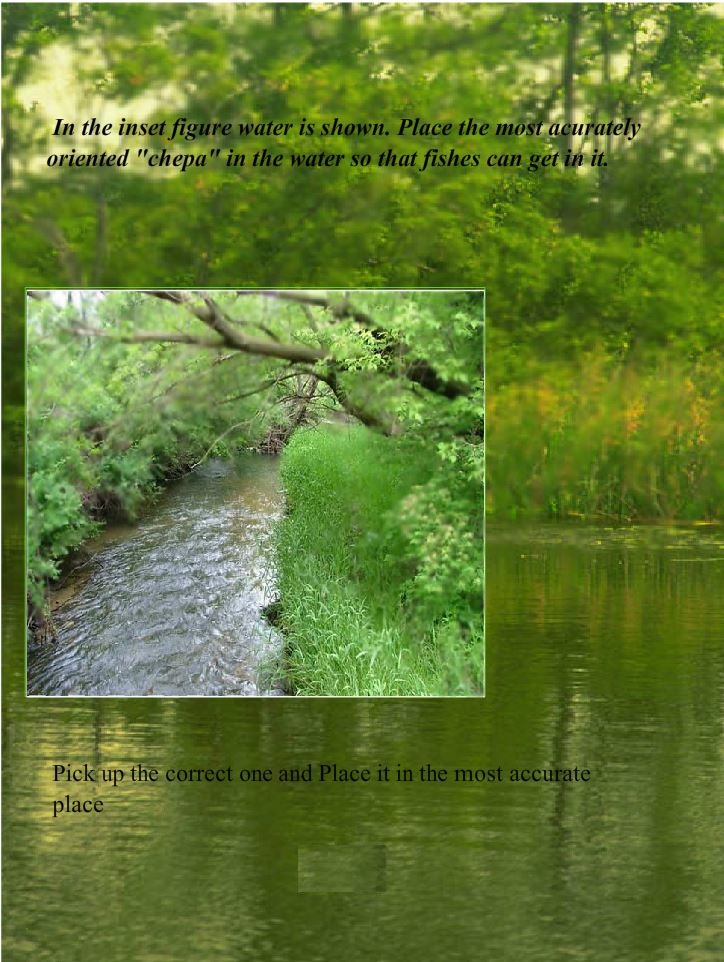 In the inset figure water is shown. Place the most acurately
oriented "chepa" in the water so that fishes can get in it.
Pick up the correct one and Place it in the most accurate
place